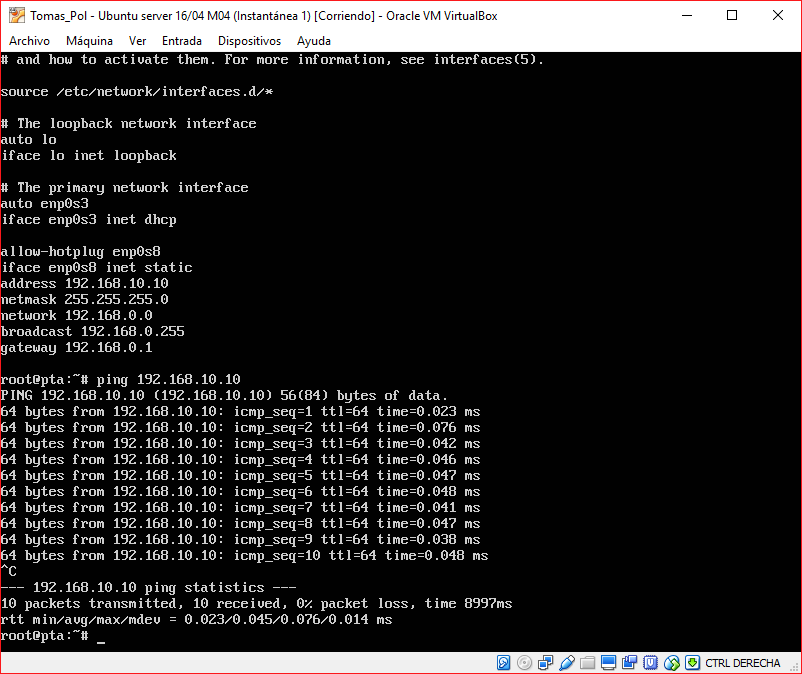 Tomas_Pol - Ubuntu server 16/04 M04 (Instantánea 1) [Corriendo] - Oracle VM VirtualBox
Archivo Máquina Ver Entrada Dispositivos Ayuda
# and how to activate them. For more information, see interfaces(5).
source /etc/network/interfaces.d/*
# The loopback network interface
auto lo
iface lo inet loopback
# The primary network interface
auto enp0s3
iface enp0s3 inet dhcp
allow-hotplug enp0s8
iface enp0s8 inet static
address 192.168.10.10
netmask 255.255.255.0
network 192.168.0.0
broadcast 192.168.0.255
gateway 192.168.0.1
root@pta:~# ping 192.168.10.10
PING 192.168.10.10 (192.168.10.10) 56(84) bytes of data.
64 bytes from 192.168.10.10: icmp_seq=1 ttl=64 time=0.023 ms
64 bytes from 192.168.10.10: icmp_seq=2 ttl=64 time=0.076 ms
64 bytes from 192.168.10.10: icmp_seq=3 ttl=64 time=0.042 ms
64 bytes from 192.168.10.10: icmp_seq=4 ttl=64 time=0.046 ms
64 bytes from 192.168.10.10: icmp_seq=5 ttl=64 time=0.047 ms
64 bytes from 192.168.10.10: icmp_seq=6 ttl=64 time=0.048 ms
64 bytes from 192.168.10.10: icmp_seq=7 ttl=64 time=0.041 ms
64 bytes from 192.168.10.10: icmp_seq=8 ttl=64 time=0.047 ms
64 bytes from 192.168.10.10: icmp_seq=9 ttl=64 time=0.038 ms
64 bytes from 192.168.10.10: icmp_seq=10 ttl=64 time=0.048 ms
^C
--- 192.168.10.10 ping statistics ---
10 packets transmitted, 10 received, 0% packet loss, time 8997ms
rtt min/avg/max/mdev = 0.023/0.045/0.076/0.014 ms
root@pta:~# _
CTRL DERECHA